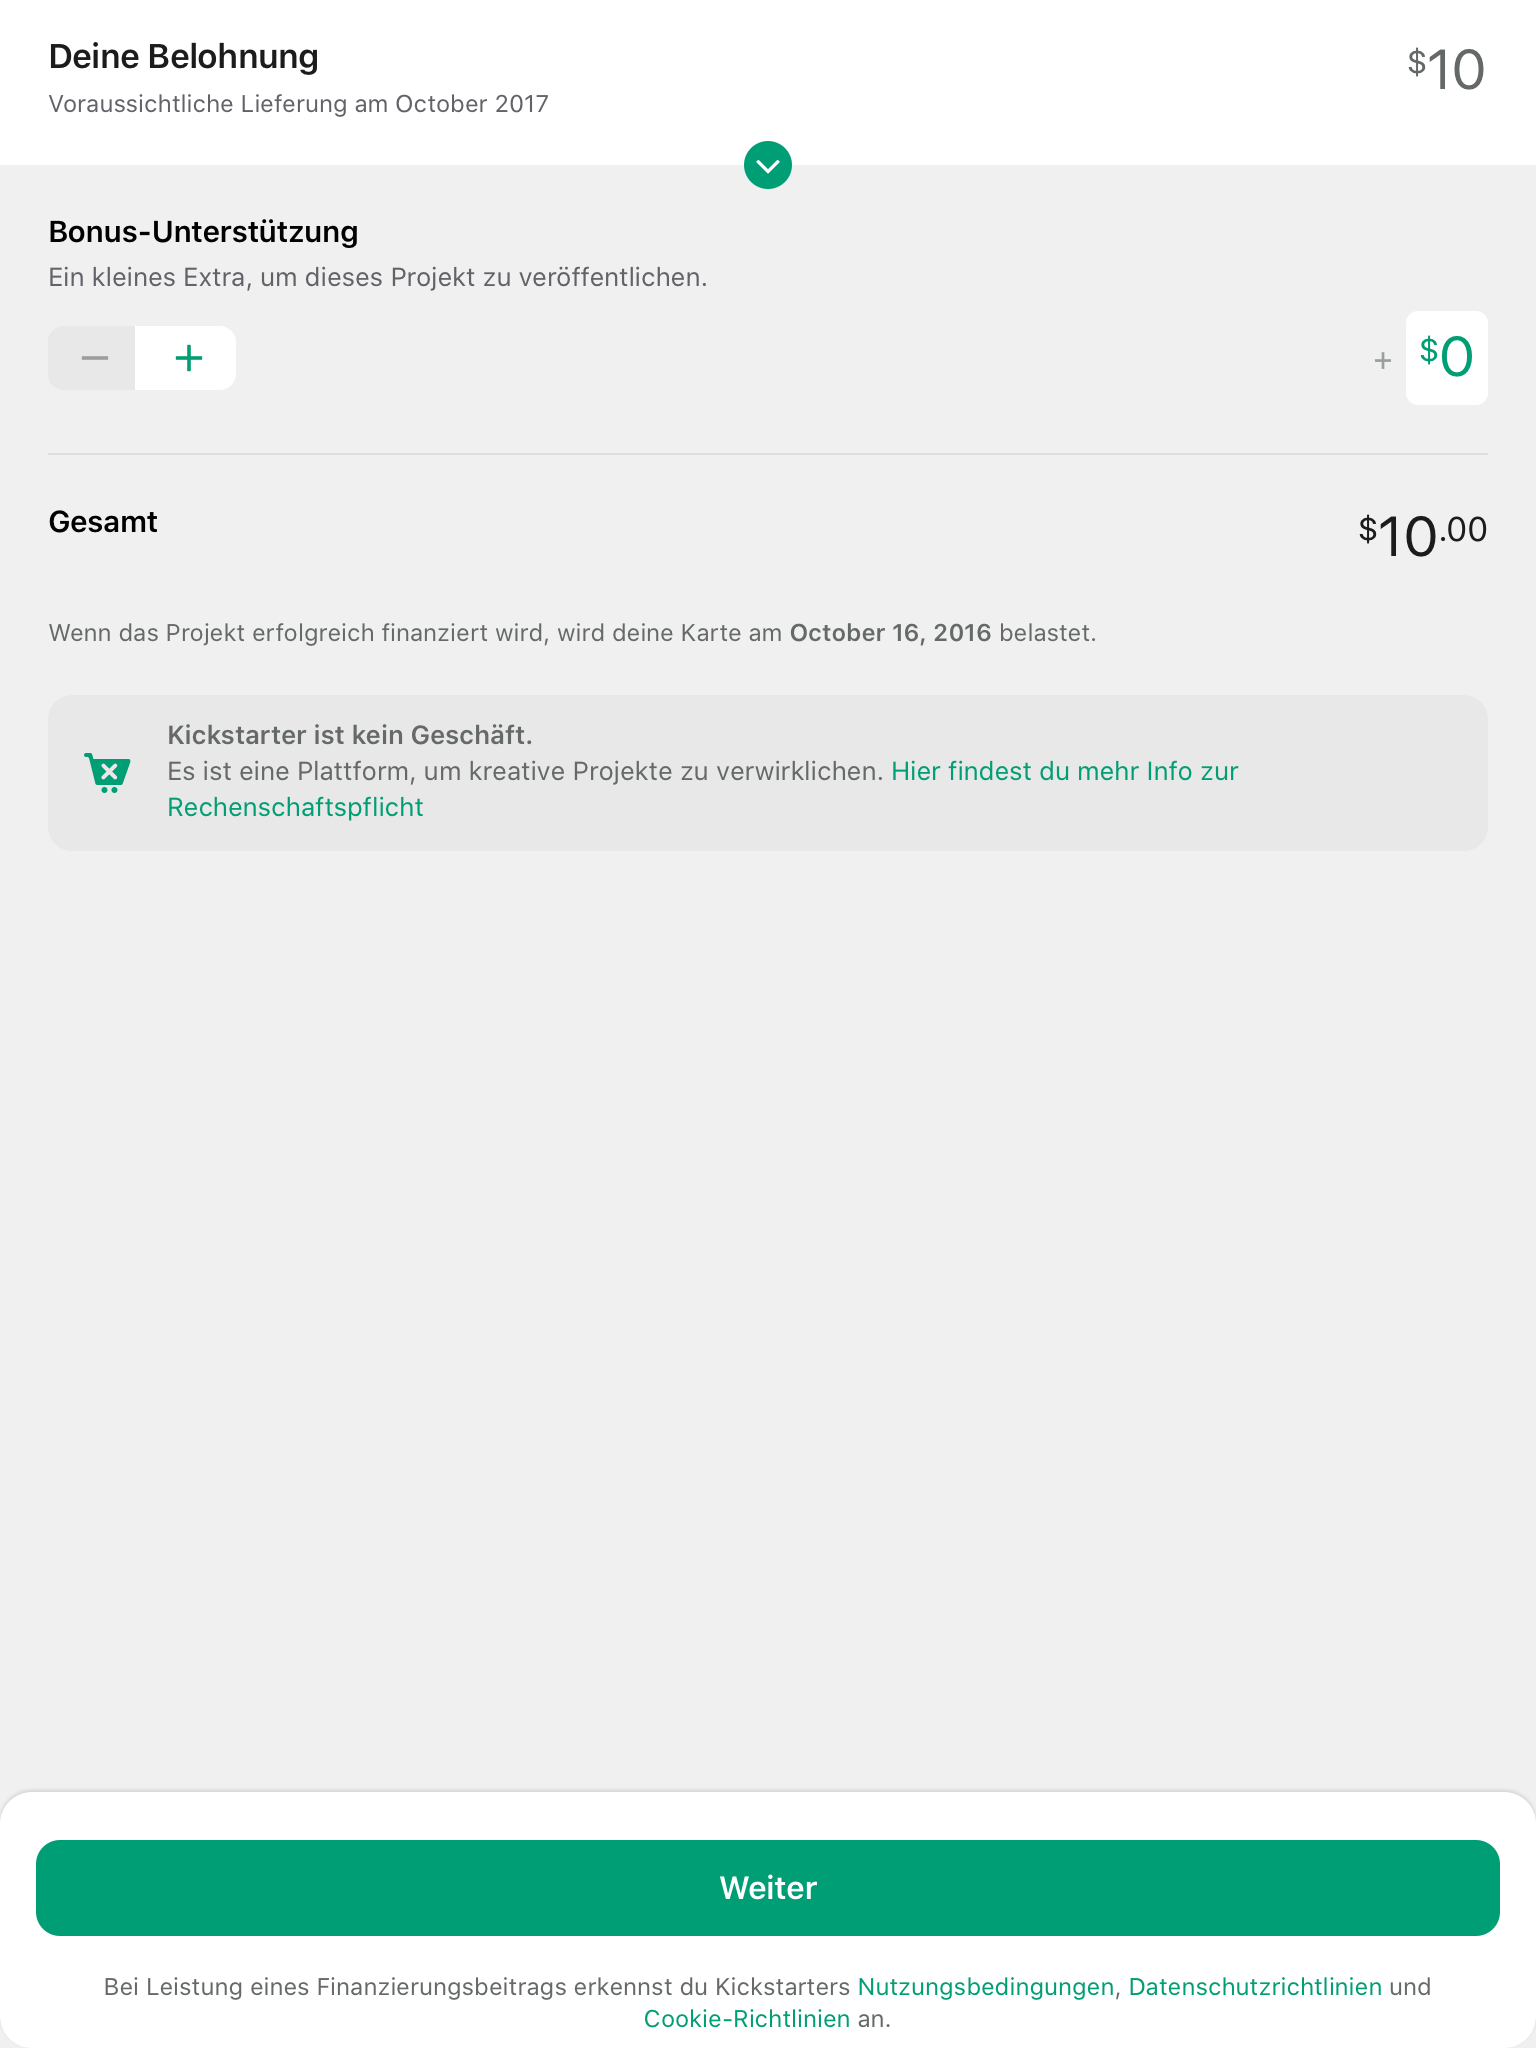 Deine Belohnung
$10
Voraussichtliche Lieferung am October 2017
Bonus-Unterstützung
Ein kleines Extra, um dieses Projekt zu veröffentlichen.
+ $0
Gesamt
$10.00
Wenn das Projekt erfolgreich finanziert wird, wird deine Karte am October 16, 2016 belastet.
Kickstarter ist kein Geschäft.
Es ist eine Plattform, um kreative Projekte zu verwirklichen. Hier findest du mehr Info zur
Rechenschaftspflicht
Weiter
Bei Leistung eines Finanzierungsbeitrags erkennst du Kickstarters Nutzungsbedingungen, Datenschutzrichtlinien und
Cookie-Richtlinien an.